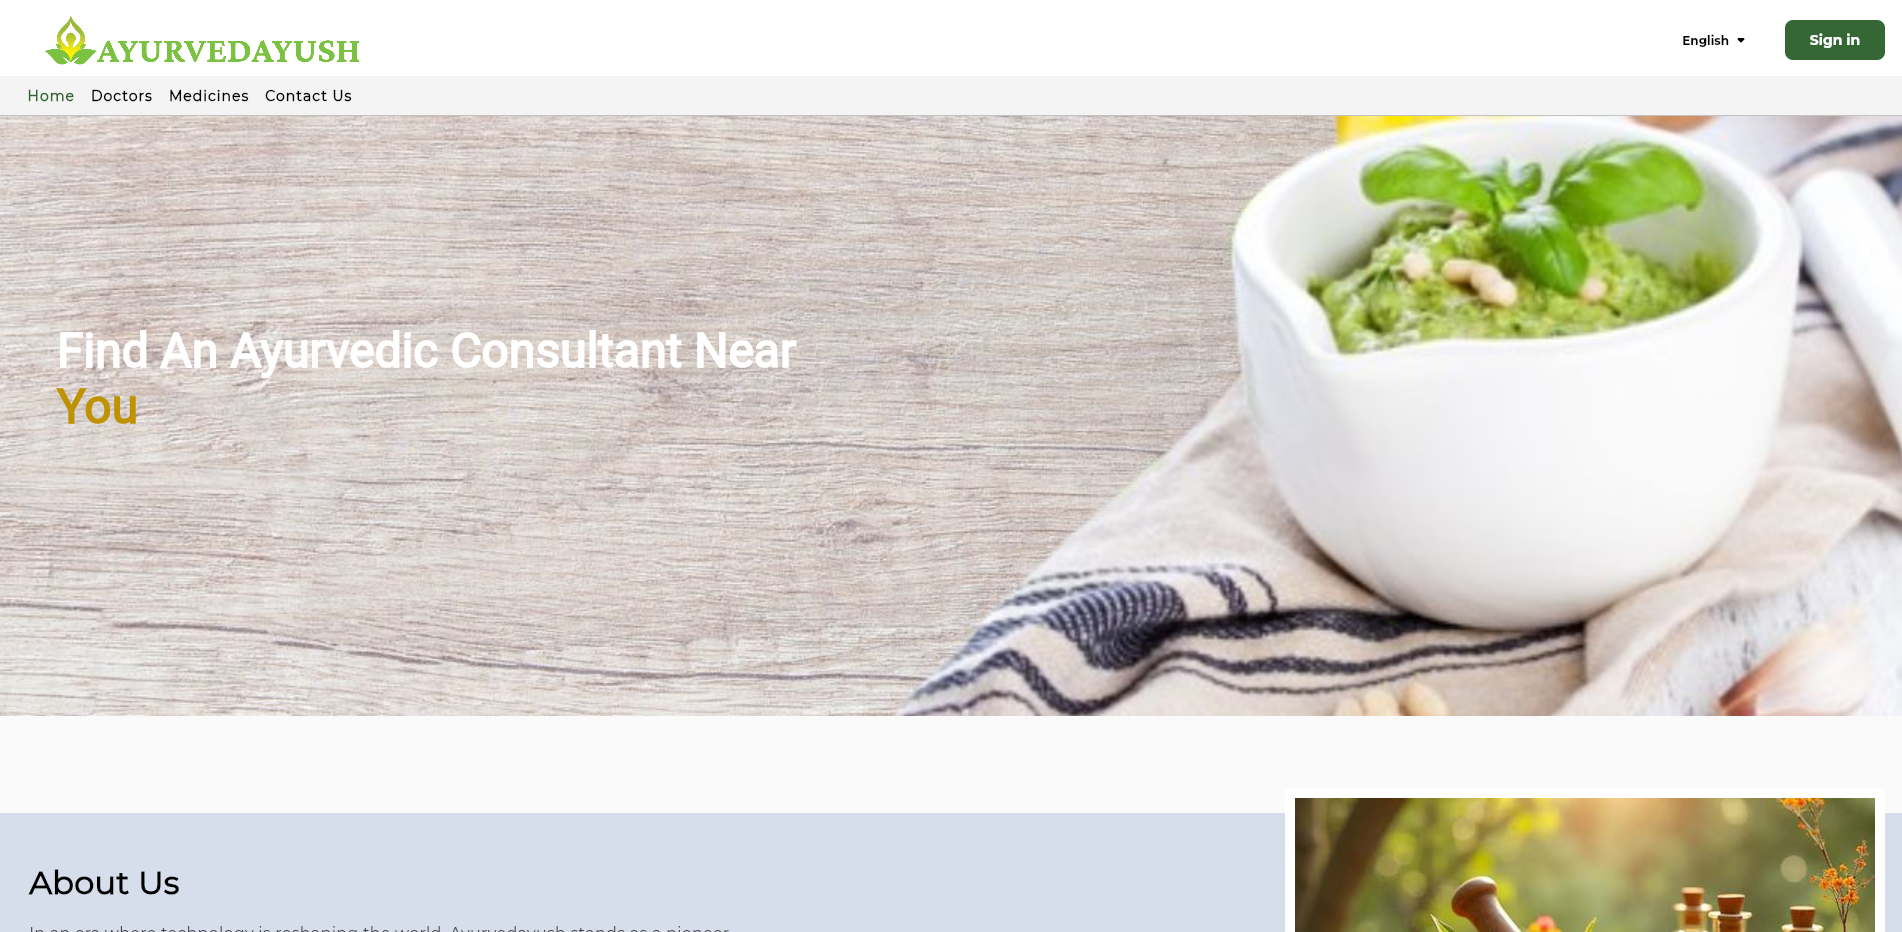 AYURVEDAYUSH
English
Sign in
Home
Doctors
Medicines
Contact Us
Find An Ayurvedic Consultant Near
You
About Us
In an era where technology is reshaping the world, Ayurvedayush stands as a pioneer